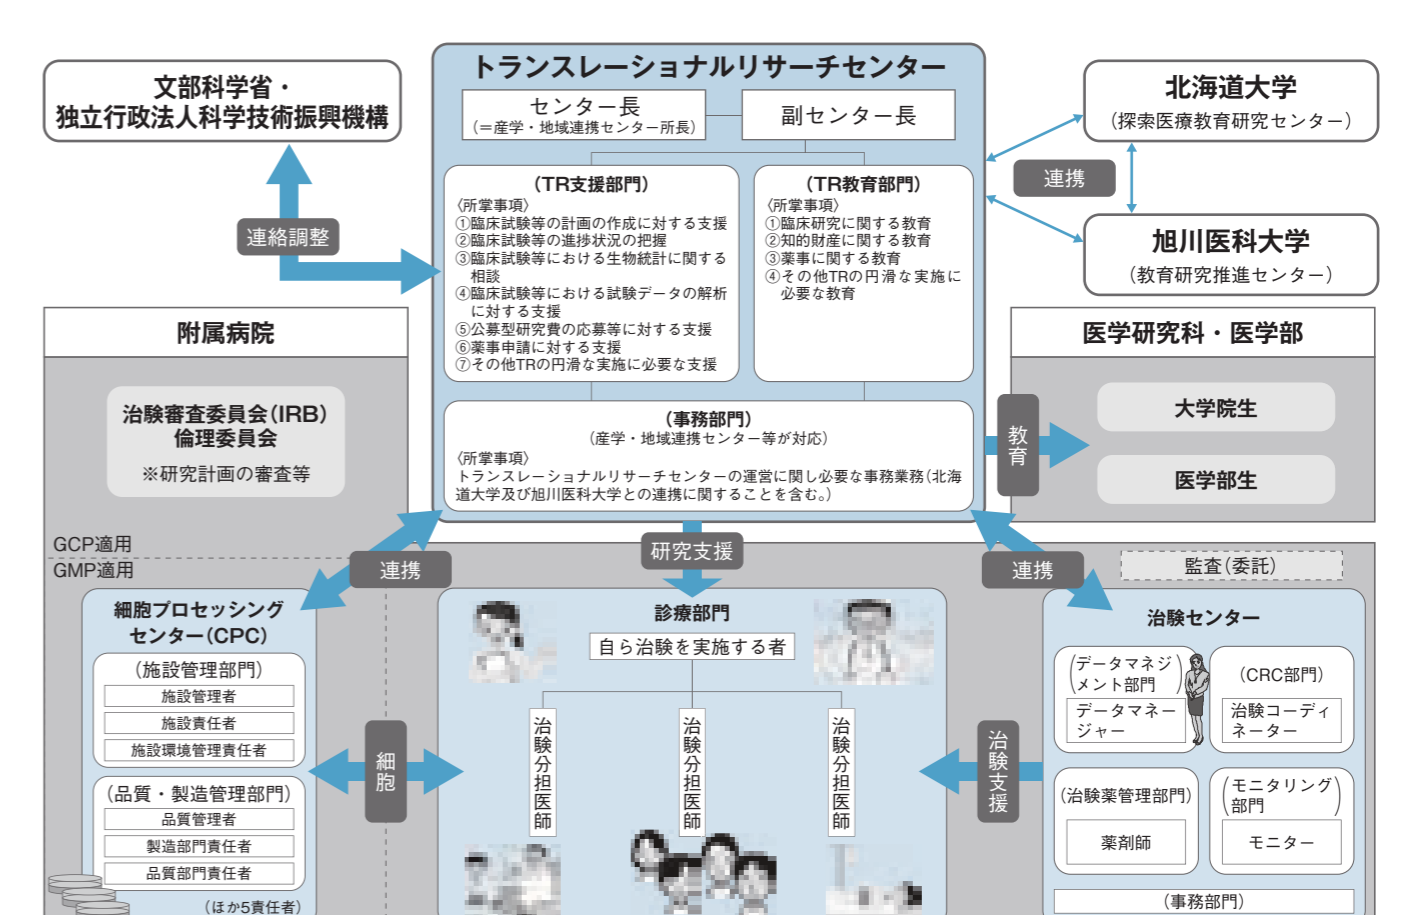 トランスレーショナルリサーチセンター
センター長
(＝産学・地域連携センター所長)
副センター長
文部科学省・
独立行政法人科学技術振興機構
連絡調整
北海道大学
(探索医療教育研究センター)
連携
旭川医科大学
(教育研究推進センター)
(TR支援部門)
〈所掌事項〉
①臨床試験等の計画の作成に対する支援
②臨床試験等の進捗状況の把握
③臨床試験等における生物統計に関する
相談
④臨床試験等における試験データの解析
に対する支援
⑤公募型研究費の応募等に対する支援
⑥薬事申請に対する支援
⑦その他TRの円滑な実施に必要な支援
(TR教育部門)
〈所掌事項〉
①臨床研究に関する教育
②知的財産に関する教育
③薬事に関する教育
④その他TRの円滑な実施に
必要な教育
(事務部門)
(産学・地域連携センター等が対応)
〈所掌事項〉
トランスレーショナルリサーチセンターの運営に関し必要な事務業務(北海
道大学及び旭川医科大学との連携に関することを含む。)
附属病院
治験審査委員会(IRB)
倫理委員会
※研究計画の審査等
医学研究科・医学部
教育
大学院生
医学部生
GCP適用
GMP適用
連携
研究支援
連携
監査(委託)
細胞プロセッシング
センター(CPC)
(施設管理部門)
施設管理者
施設責任者
施設環境管理責任者
(品質・製造管理部門)
品質管理者
製造部門責任者
品質部門責任者
(ほか5責任者)
細胞
診療部門
自ら治験を実施する者
治験分担医師
治験分担医師
治験分担医師
治験支援
治験センター
(データマネジ
メント部門)
データマネー
ジャー
(CRC部門)
治験コーディ
ネーター
(治験薬管理部門)
薬剤師
(モニタリング
部門)
モニター
(事務部門)